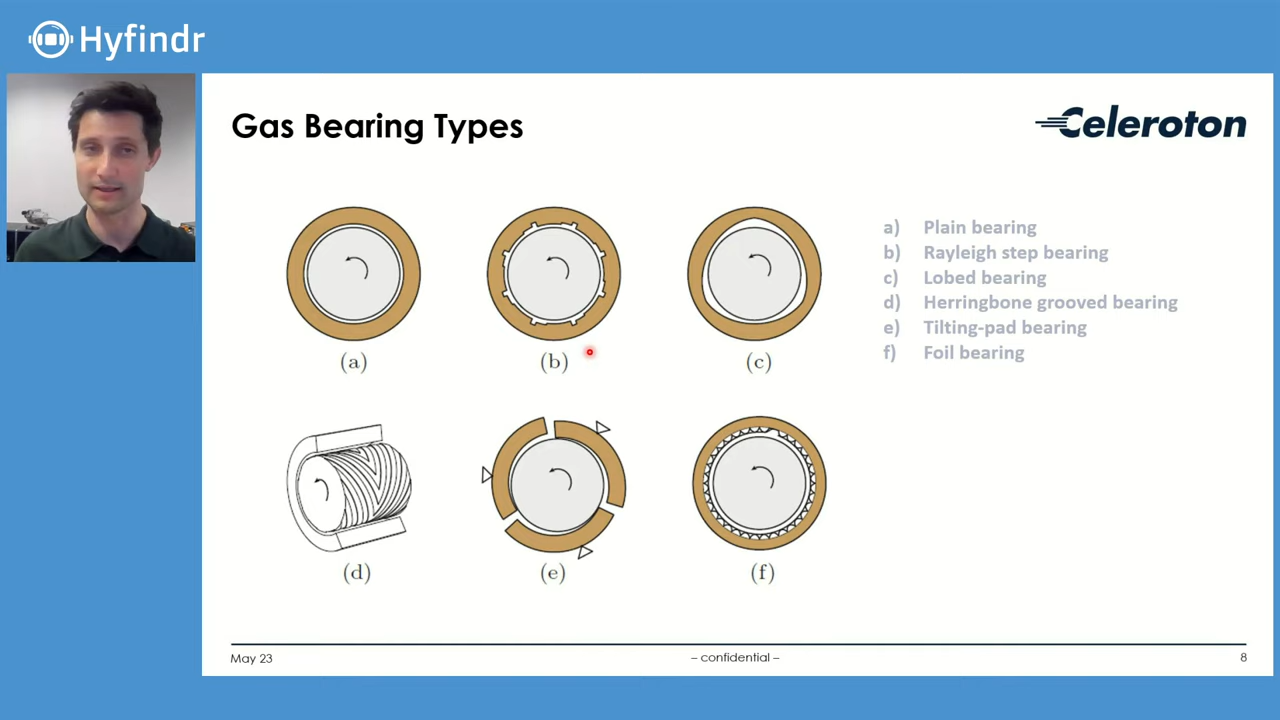 Hyfindr
Gas Bearing Types
Celeroton
(a)
(b)
(c)
(d)
(e)
(f)
a) Plain bearing
b) Rayleigh step bearing
c) Lobed bearing
d) Herringbone grooved bearing
e) Tilting-pad bearing
f) Foil bearing
May 23
– confidential –
8